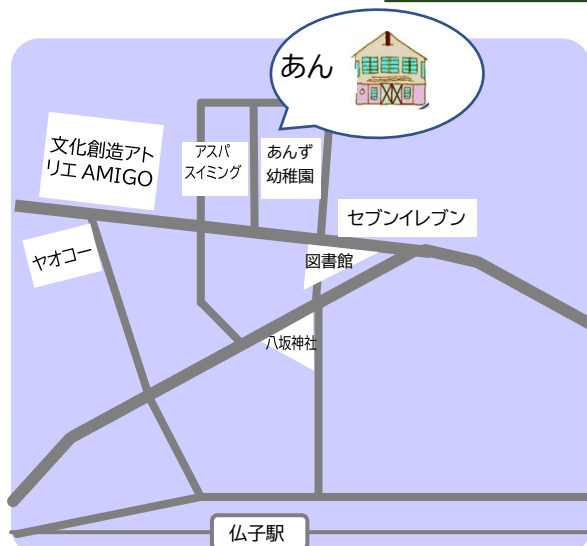 あん
文化創造アト
リエ AMIGO
アスパ
スイミング
あんず
幼稚園
セブンイレブン
ヤオコー
図書館
八坂神社
仏子駅